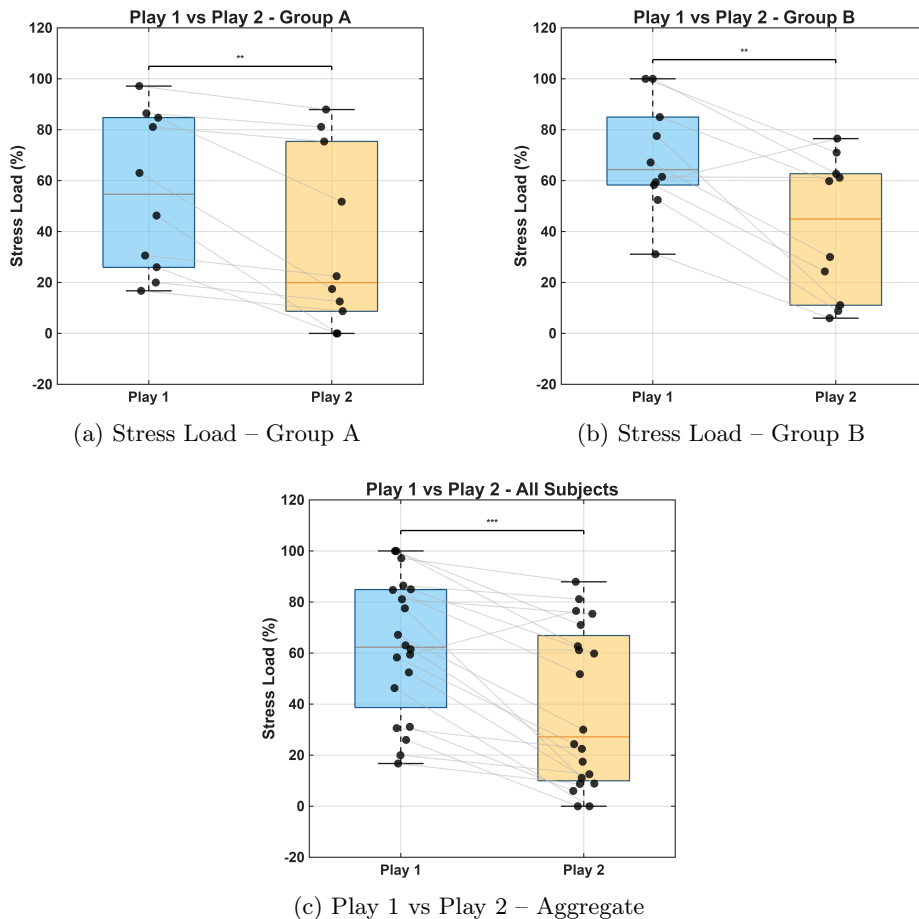 Play 1 vs Play 2 - Group A
**
120
100
80
60
40
20
0
-20
Stress Load (%)
Play 1
Play 2
(a) Stress Load – Group A
Play 1 vs Play 2 - Group B
**
120
100
80
60
40
20
0
-20
Stress Load (%)
Play 1
Play 2
(b) Stress Load – Group B
Play 1 vs Play 2 - All Subjects
***
120
100
80
60
40
20
0
-20
Stress Load (%)
Play 1
Play 2
(c) Play 1 vs Play 2 – Aggregate